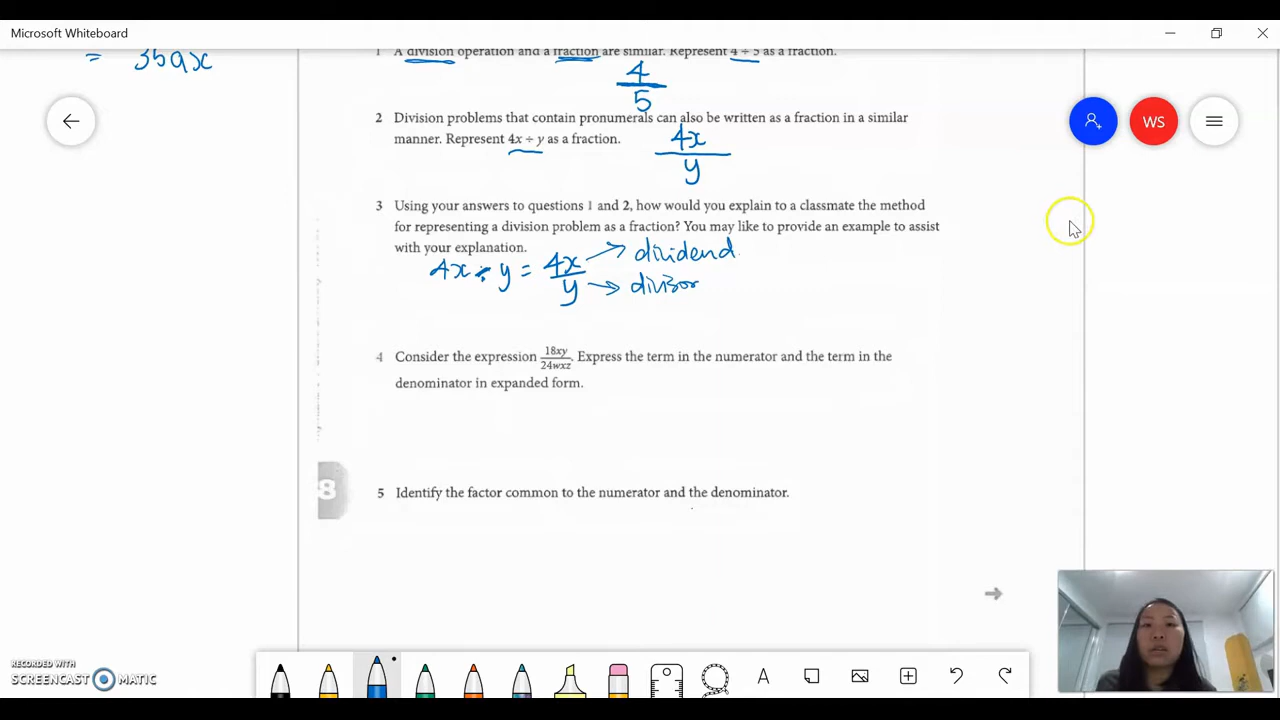 Microsoft Whiteboard
= 359x
1 A division operation and a fraction are similar. Represent 4 ÷ 5 as a fraction.
4
5
2 Division problems that contain pronumerals can also be written as a fraction in a similar
manner. Represent 4x ÷ y as a fraction.
4x
y
WS
3 Using your answers to questions 1 and 2, how would you explain to a classmate the method
for representing a division problem as a fraction? You may like to provide an example to assist
with your explanation.
4x ÷ y = 4x → dividend
y → divisor
4 Consider the expression 18xy/24wxz. Express the term in the numerator and the term in the
denominator in expanded form.
8
5 Identify the factor common to the numerator and the denominator.
RECORDED WITH
SCREENCAST MATIC
A